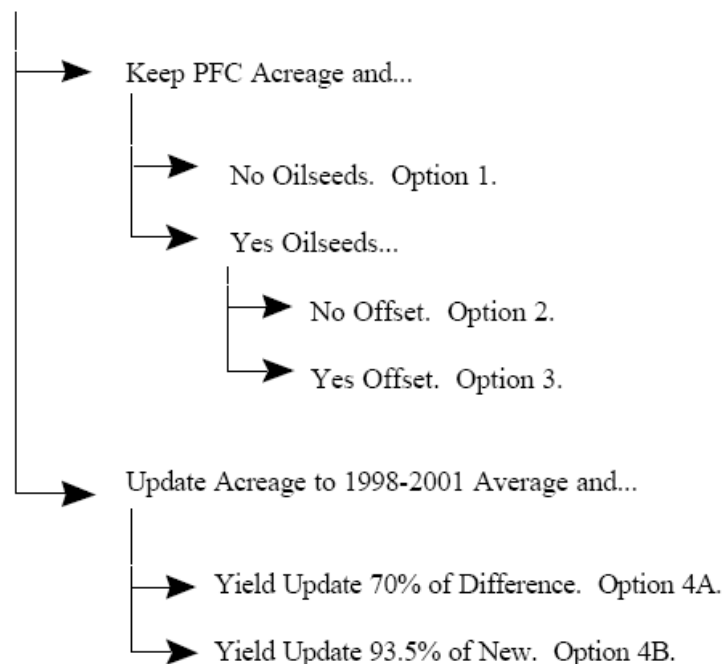 Keep PFC Acreage and...
No Oilseeds.  Option 1.
Yes Oilseeds...
No Offset.  Option 2.
Yes Offset.  Option 3.
Update Acreage to 1998-2001 Average and...
Yield Update 70% of Difference.  Option 4A.
Yield Update 93.5% of New.  Option 4B.